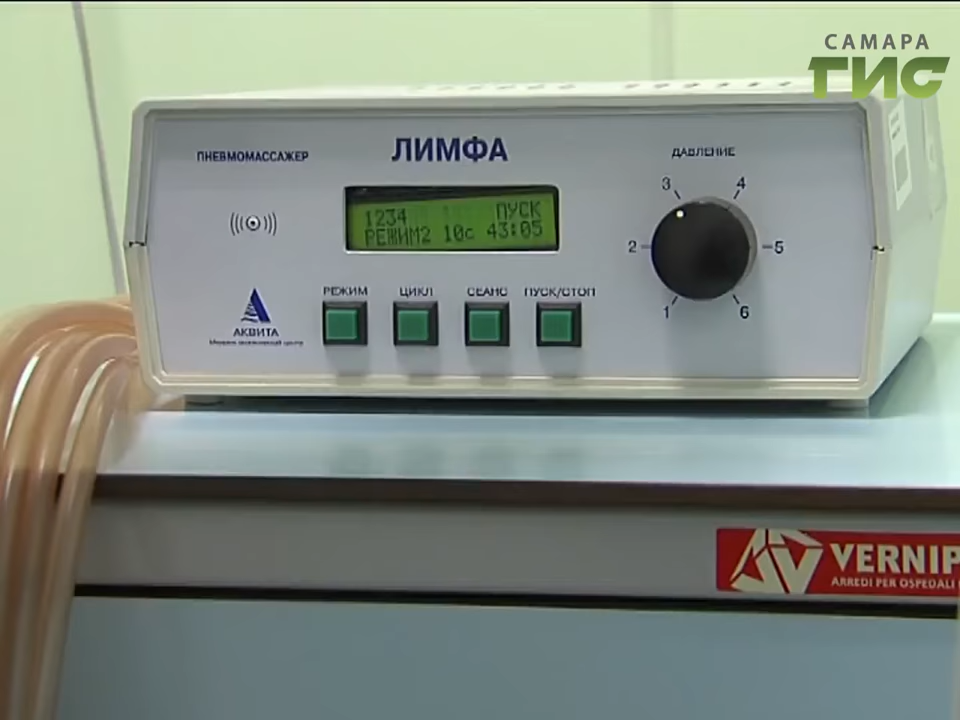 САМАРА
ГИС
ПНЕВМОМАССАЖЕР
ЛИМФА
ДАВЛЕНИЕ
1234 ПУСК
РЕЖИМ2 10с 43:05
3 4
2 5
1 6
РЕЖИМ ЦИКЛ СЕАНС ПУСК/СТОП
АКВИТА
VERNIP
ARREDI PER OSPEDALI